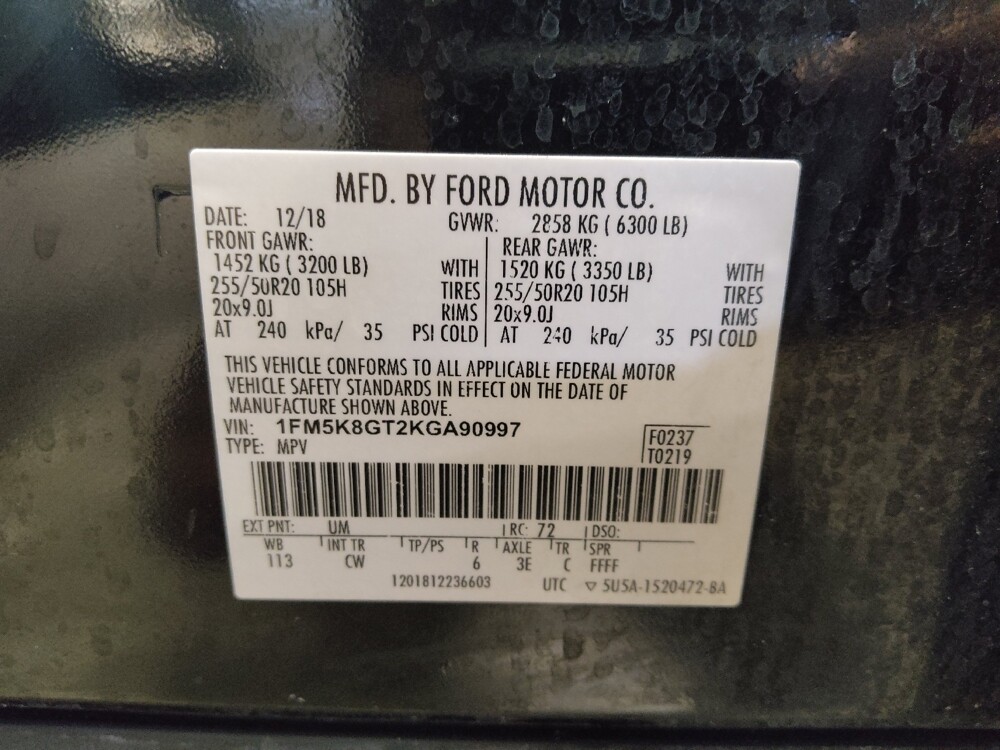 MFD. BY FORD MOTOR CO.
DATE: 12/18 GVWR: 2858 KG ( 6300 LB)
FRONT GAWR: REAR GAWR:
1452 KG ( 3200 LB) WITH 1520 KG ( 3350 LB) WITH
255/50R20 105H TIRES 255/50R20 105H TIRES
20x9.0J RIMS 20x9.0J RIMS
AT 240 kPa/ 35 PSI COLD AT 240 kPa/ 35 PSI COLD
THIS VEHICLE CONFORMS TO ALL APPLICABLE FEDERAL MOTOR
VEHICLE SAFETY STANDARDS IN EFFECT ON THE DATE OF
MANUFACTURE SHOWN ABOVE.
VIN: 1FM5K8GT2KGA90997 F0237
TYPE: MPV T0219
EXT PNT: UM RC: 72 DSO:
WB INT TR TP/PS R AXLE TR SPR
113 CW 6 3E C FFFF
1201812236603 UTC ▽ 5U5A-1520472-BA